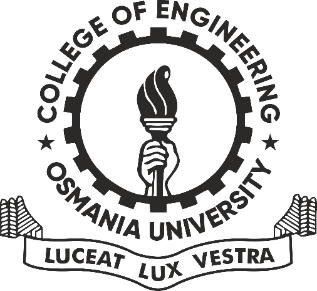 COLLEGE OF ENGINEERING
OSMANIA UNIVERSITY
LUCEAT LUX VESTRA